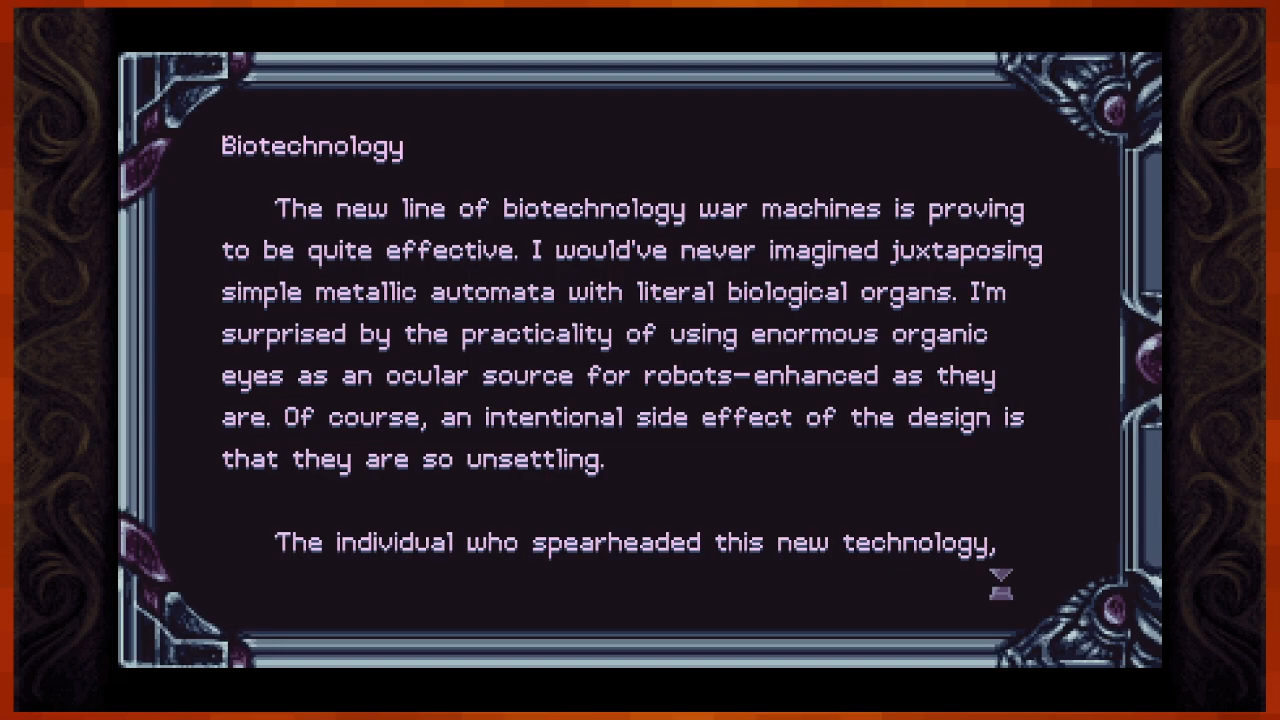 Biotechnology
The new line of biotechnology war machines is proving
to be quite effective. I would've never imagined juxtaposing
simple metallic automata with literal biological organs. I'm
surprised by the practicality of using enormous organic
eyes as an ocular source for robots—enhanced as they
are. Of course, an intentional side effect of the design is
that they are so unsettling.
The individual who spearheaded this new technology,